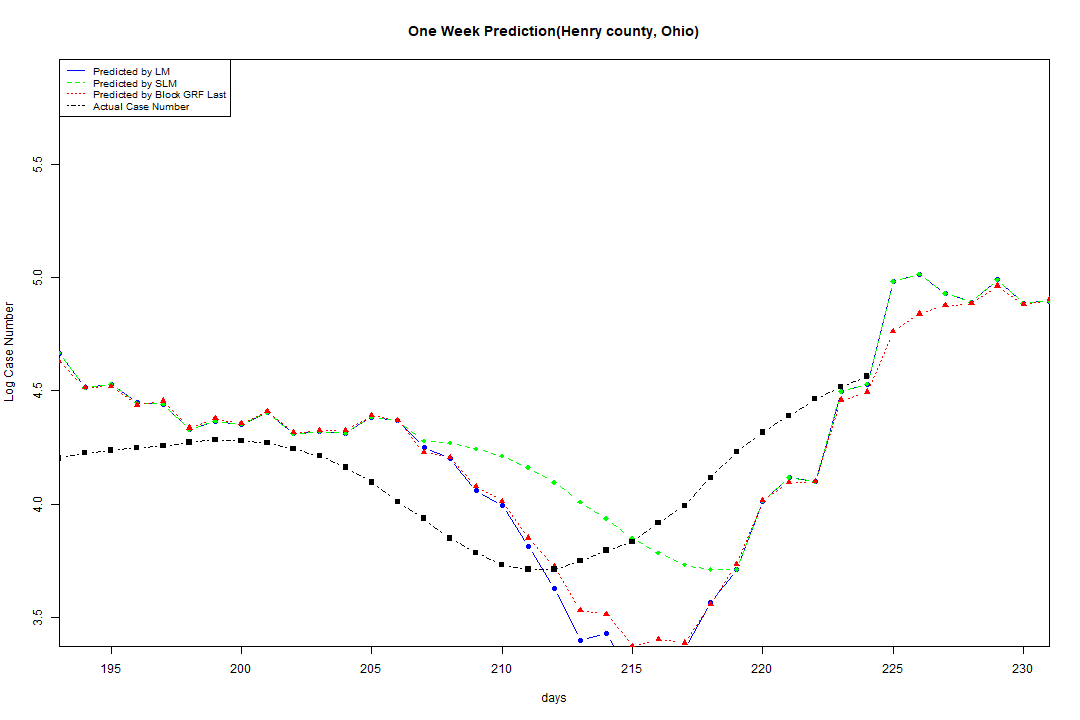 One Week Prediction(Henry county, Ohio)
Predicted by LM
Predicted by SLM
Predicted by Block GRF Last
Actual Case Number
5.5
5.0
4.5
4.0
3.5
Log Case Number
195 200 205 210 215 220 225 230
days